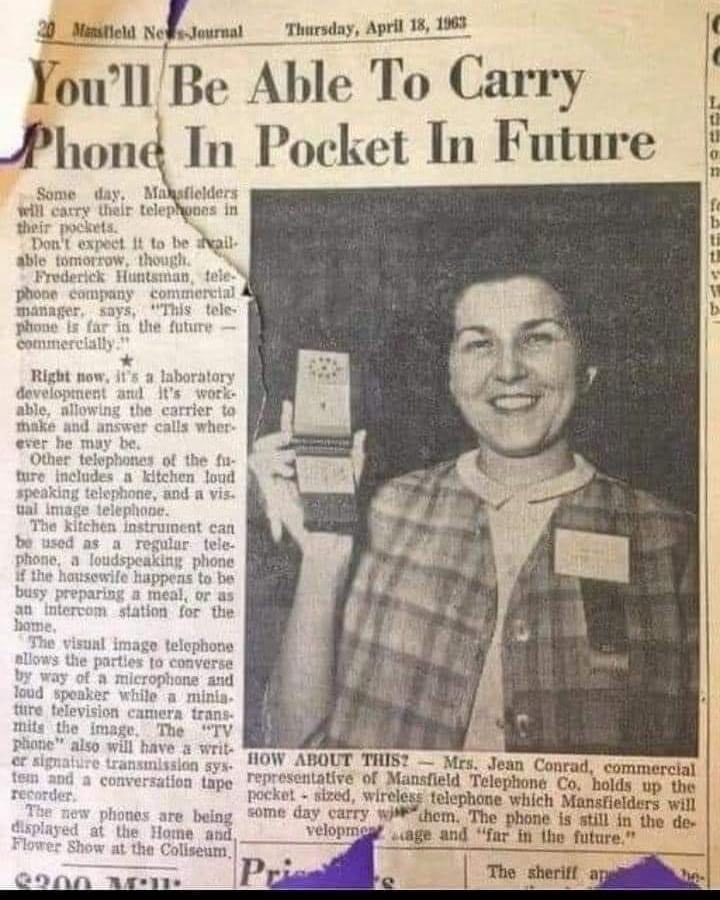 20 Mansfield News-Journal Thursday, April 18, 1963
You'll Be Able To Carry
Phone In Pocket In Future
Some day, Mansfielders
will carry their telephones in
their pockets.
Don't expect it to be avail-
able tomorrow, though.
Frederick Huntsman, tele-
phone company commercial
manager, says, "This tele-
phone is far in the future —
commercially."
★
Right now, it's a laboratory
development and it's work-
able, allowing the carrier to
make and answer calls wher-
ever he may be.
Other telephones of the fu-
ture includes a kitchen loud
speaking telephone, and a vis-
ual image telephone.
The kitchen instrument can
be used as a regular tele-
phone, a loudspeaking phone
if the housewife happens to be
busy preparing a meal, or as
an intercom station for the
home.
The visual image telephone
allows the parties to converse
by way of a microphone and
loud speaker while a minia-
ture television camera trans-
mits the image. The "TV
phone" also will have a writ-
er signature transmission sys-
tem and a conversation tape
recorder.
The new phones are being
displayed at the Home and
Flower Show at the Coliseum.
HOW ABOUT THIS? — Mrs. Jean Conrad, commercial
representative of Mansfield Telephone Co. holds up the
pocket - sized, wireless telephone which Mansfielders will
some day carry with them. The phone is still in the de-
velopment stage and "far in the future."
The sheriff